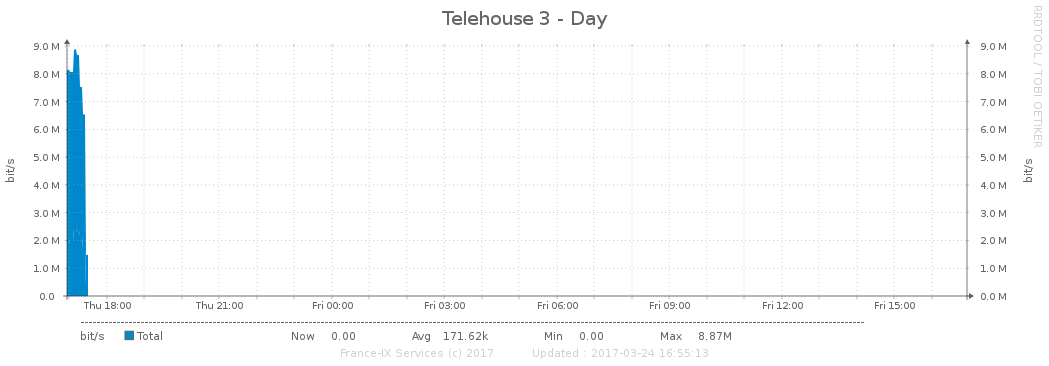 Telehouse 3 - Day
RRDTOOL / TOBI OETIKER
bit/s
9.0 M 9.0 M
8.0 M 8.0 M
7.0 M 7.0 M
6.0 M 6.0 M
5.0 M 5.0 M
4.0 M 4.0 M
3.0 M 3.0 M
2.0 M 2.0 M
1.0 M 1.0 M
0.0 0.0 M
bit/s
Thu 18:00 Thu 21:00 Fri 00:00 Fri 03:00 Fri 06:00 Fri 09:00 Fri 12:00 Fri 15:00
bit/s Total Now 0.00 Avg 171.62k Min 0.00 Max 8.87M
France-IX Services (c) 2017 Updated : 2017-03-24 16:55:13